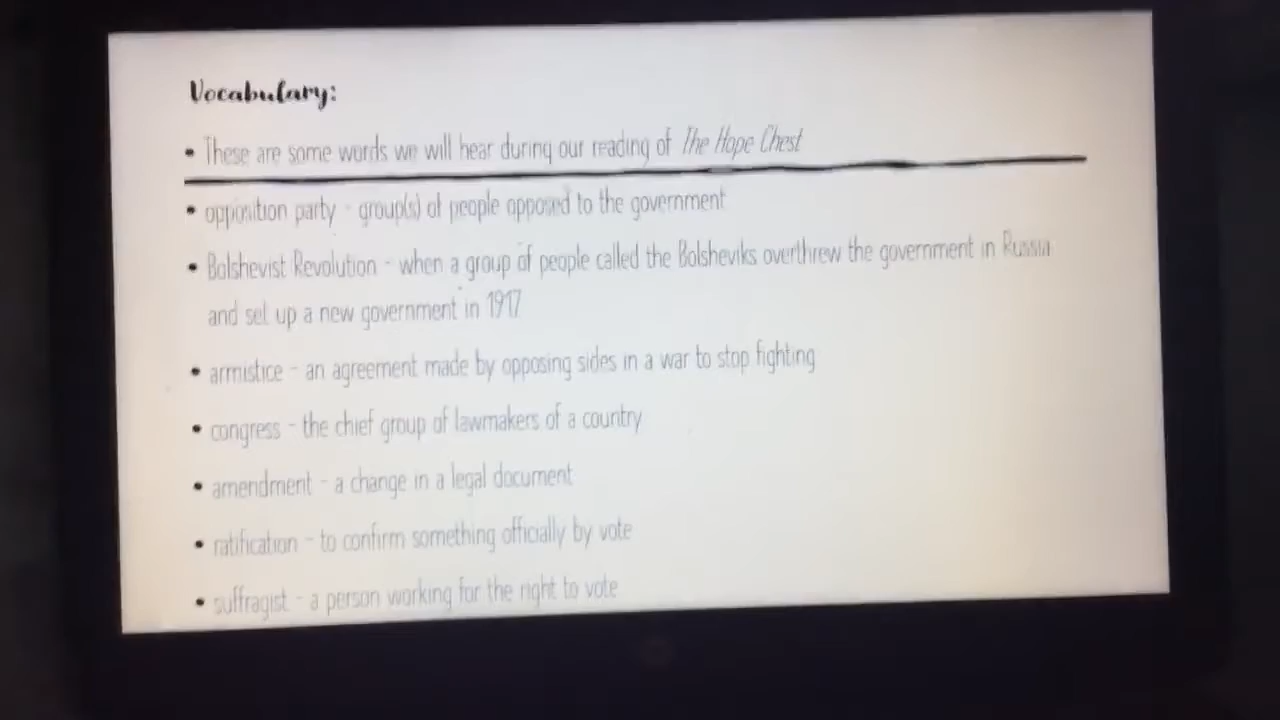 Vocabulary:
• These are some words we will hear during our reading of The Hope Chest
• opposition party - group(s) of people opposed to the government
• Bolshevist Revolution - when a group of people called the Bolsheviks overthrew the government in Russia
and set up a new government in 1917
• armistice - an agreement made by opposing sides in a war to stop fighting
• congress - the chief group of lawmakers of a country
• amendment - a change in a legal document
• ratification - to confirm something officially by vote
• suffragist - a person working for the right to vote